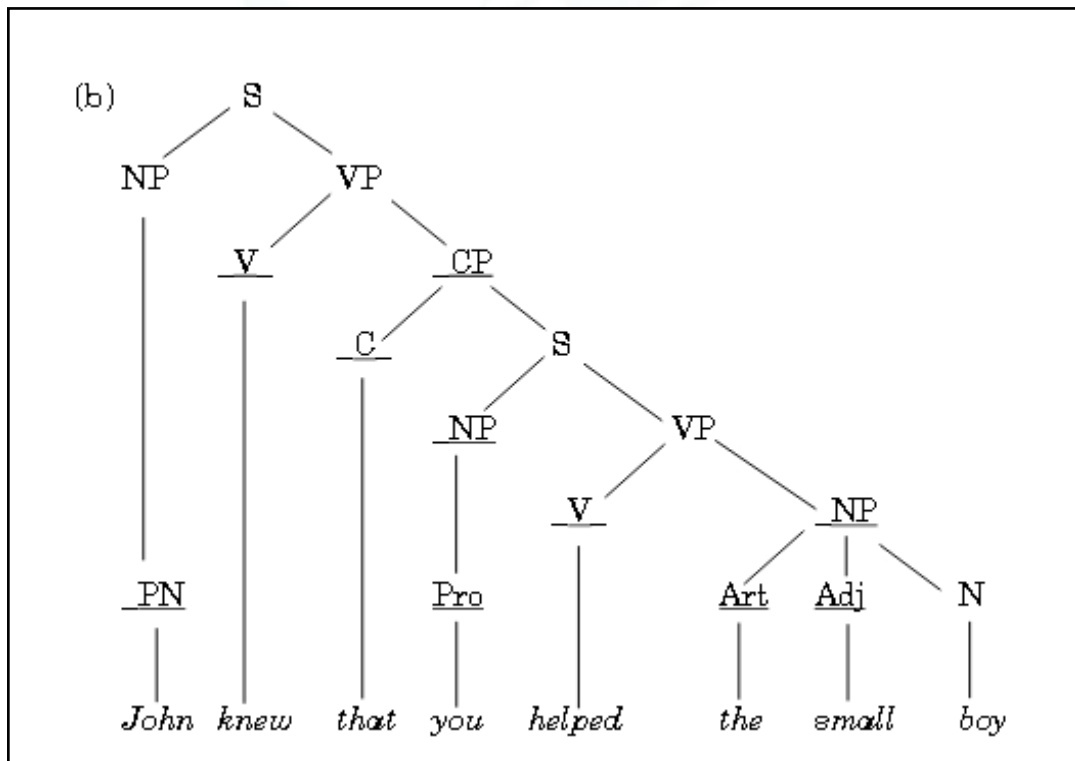 (b) S
NP VP
V CP
C S
NP VP
V NP
PN Pro Art Adj N
John knew that you helped the small boy